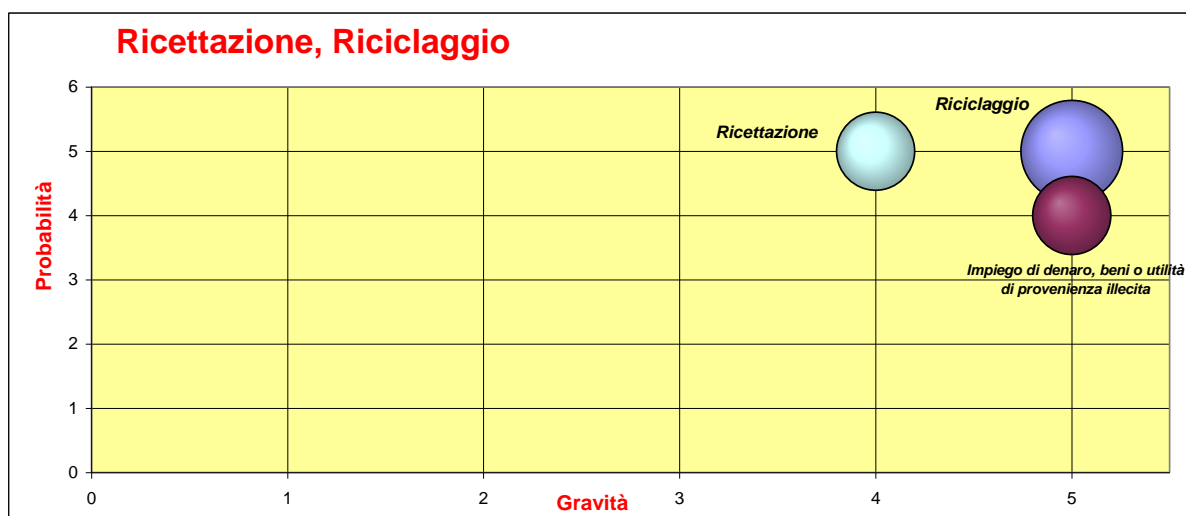 Ricettazione, Riciclaggio
6
Riciclaggio
Ricettazione
5
Probabilità
4
Impiego di denaro, beni o utilità
di provenienza illecita
3
2
1
0
0 1 2 3 4 5
Gravità